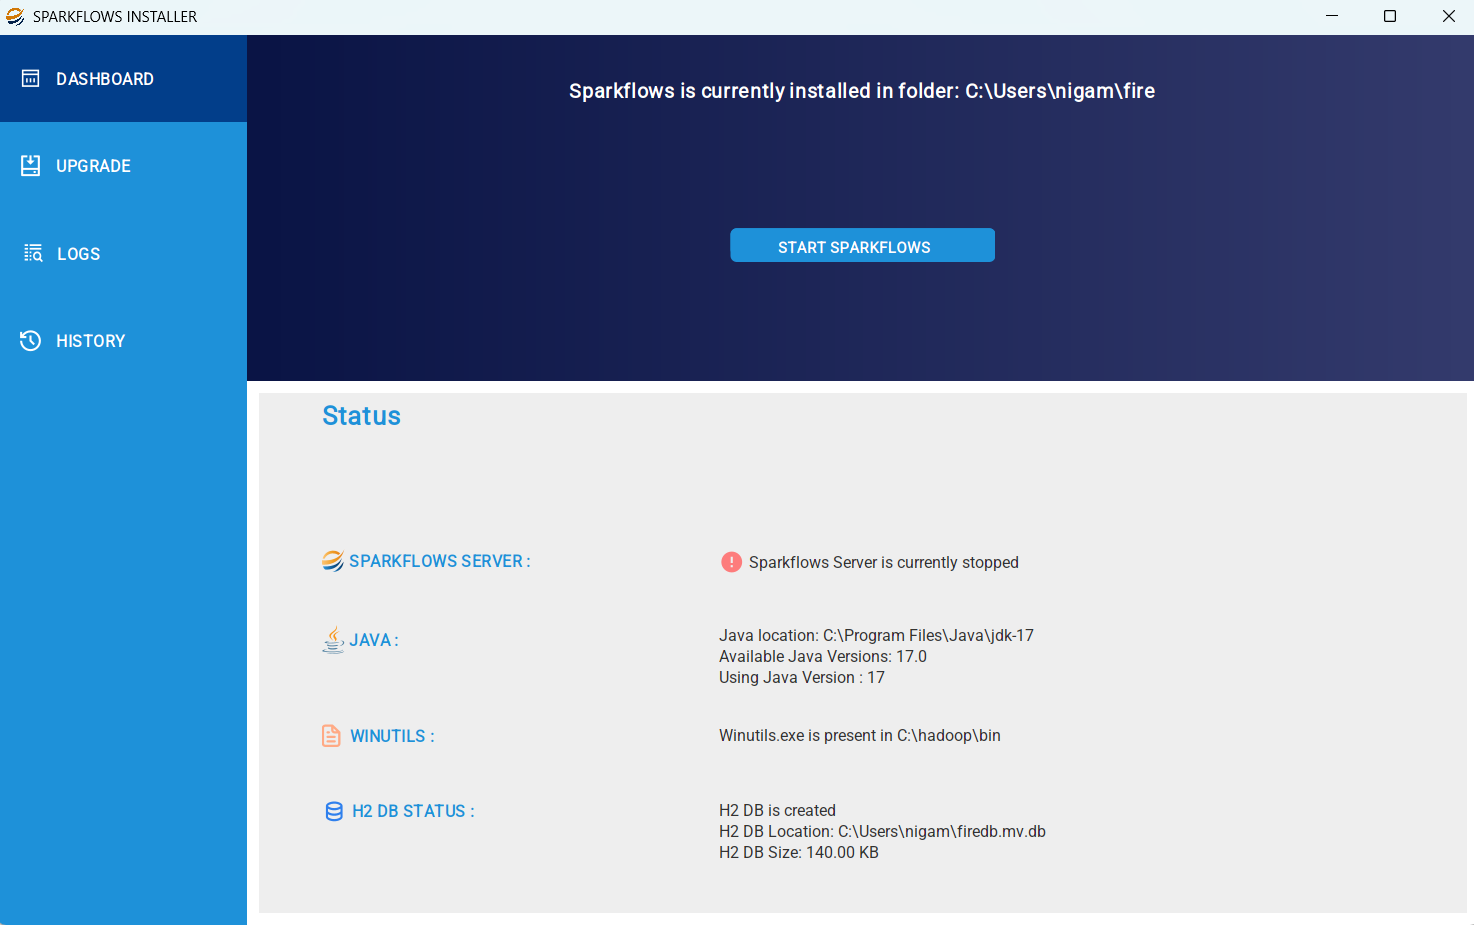 SPARKFLOWS INSTALLER
DASHBOARD
UPGRADE
LOGS
HISTORY
Sparkflows is currently installed in folder: C:\Users\nigam\fire
START SPARKFLOWS
Status
SPARKFLOWS SERVER :
Sparkflows Server is currently stopped
JAVA :
Java location: C:\Program Files\Java\jdk-17
Available Java Versions: 17.0
Using Java Version : 17
WINUTILS :
Winutils.exe is present in C:\hadoop\bin
H2 DB STATUS :
H2 DB is created
H2 DB Location: C:\Users\nigam\firedb.mv.db
H2 DB Size: 140.00 KB